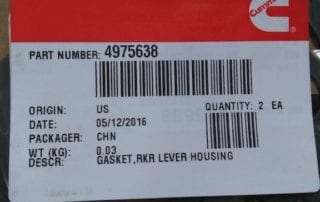 Cummins
PART NUMBER: 4975638
ORIGIN: US QUANTITY: 2 EA
DATE: 05/12/2016
PACKAGER: CHN
WT (KG): 0.03
DESCR: GASKET,RKR LEVER HOUSING